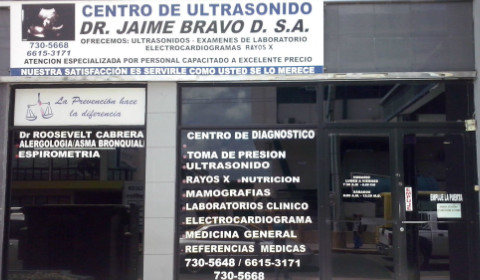 CENTRO DE ULTRASONIDO
DR. JAIME BRAVO D. S.A.
730-5668
6615-3171
OFRECEMOS: ULTRASONIDOS - EXAMENES DE LABORATORIO
ELECTROCARDIOGRAMAS RAYOS X
ATENCION ESPECIALIZADA POR PERSONAL CAPACITADO A EXCELENTE PRECIO
NUESTRA SATISFACCIÓN ES SERVIRLE COMO USTED SE LO MERECE
La Prevención hace
la diferencia
Dr ROOSEVELT CABRERA
ALERGOLOGIA/ASMA BRONQUIAL
ESPIROMETRIA
CENTRO DE DIAGNOSTICO
TOMA DE PRESION
ULTRASONIDO
RAYOS X - NUTRICION
MAMOGRAFIAS
LABORATORIOS CLINICO
ELECTROCARDIOGRAMA
MEDICINA GENERAL
REFERENCIAS MEDICAS
730-5648 / 6615-3171
730-5668
EMPUJE LA PUERTA